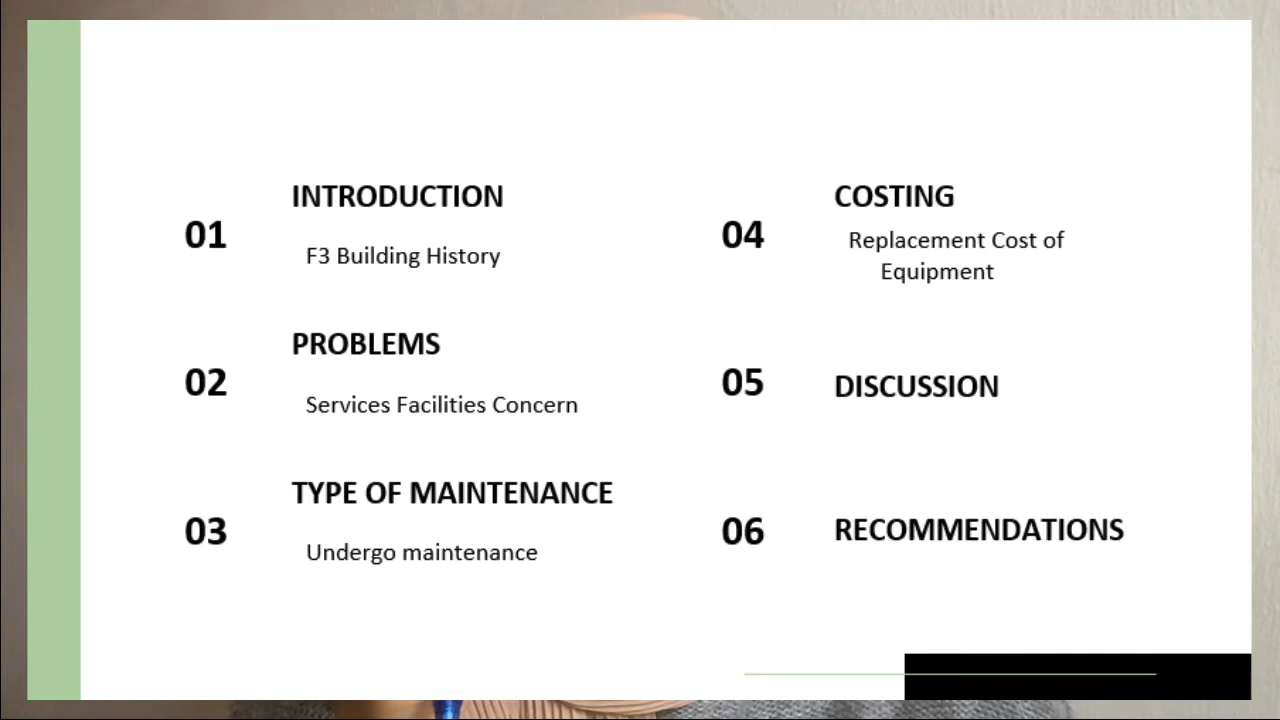 01
INTRODUCTION
F3 Building History
02
PROBLEMS
Services Facilities Concern
03
TYPE OF MAINTENANCE
Undergo maintenance
04
COSTING
Replacement Cost of
Equipment
05
DISCUSSION
06
RECOMMENDATIONS